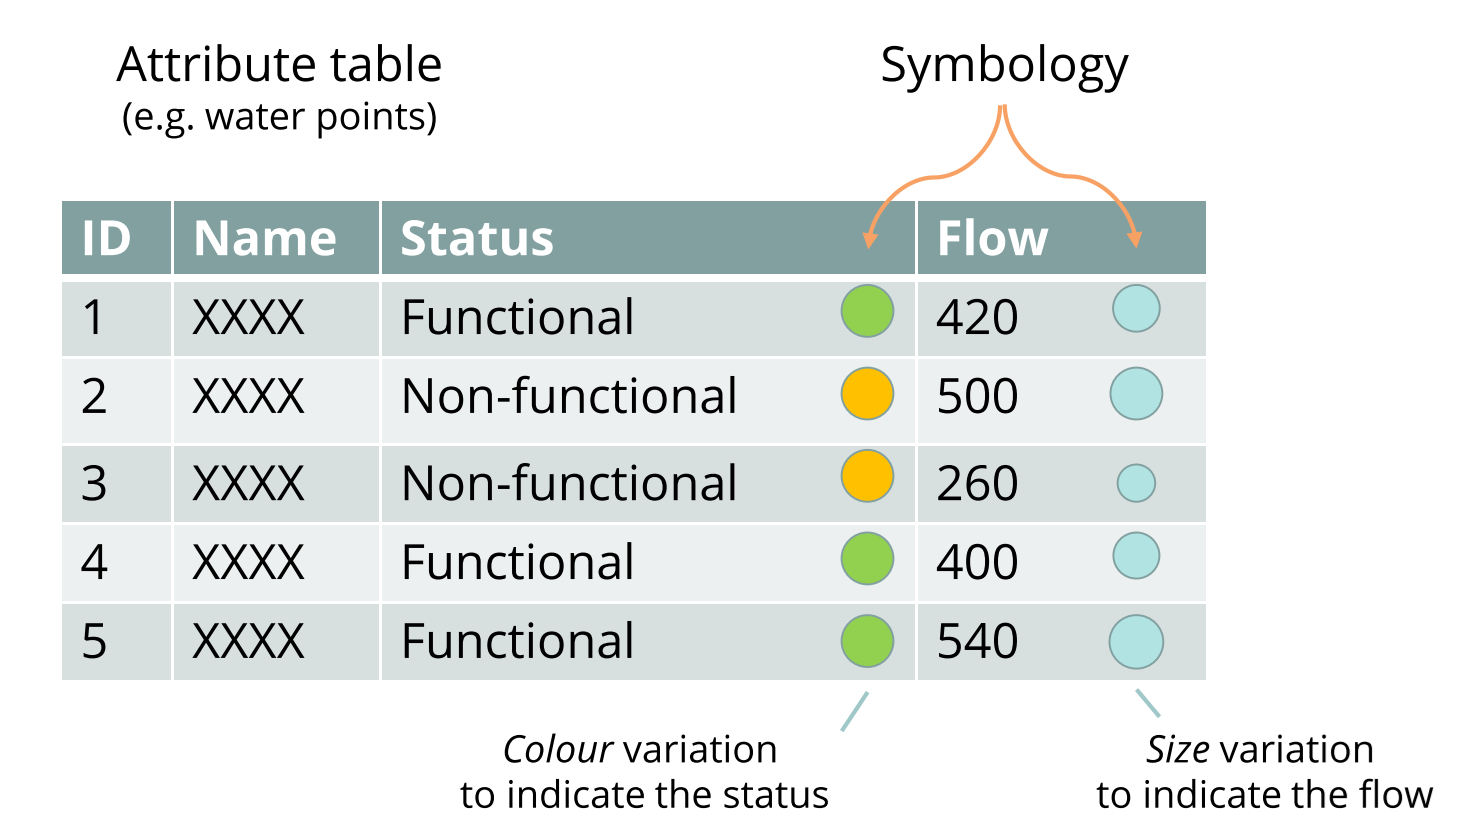 Attribute table
(e.g. water points)
Symbology
ID Name Status Flow
1 XXXX Functional 420
2 XXXX Non-functional 500
3 XXXX Non-functional 260
4 XXXX Functional 400
5 XXXX Functional 540
Colour variation
to indicate the status
Size variation
to indicate the flow